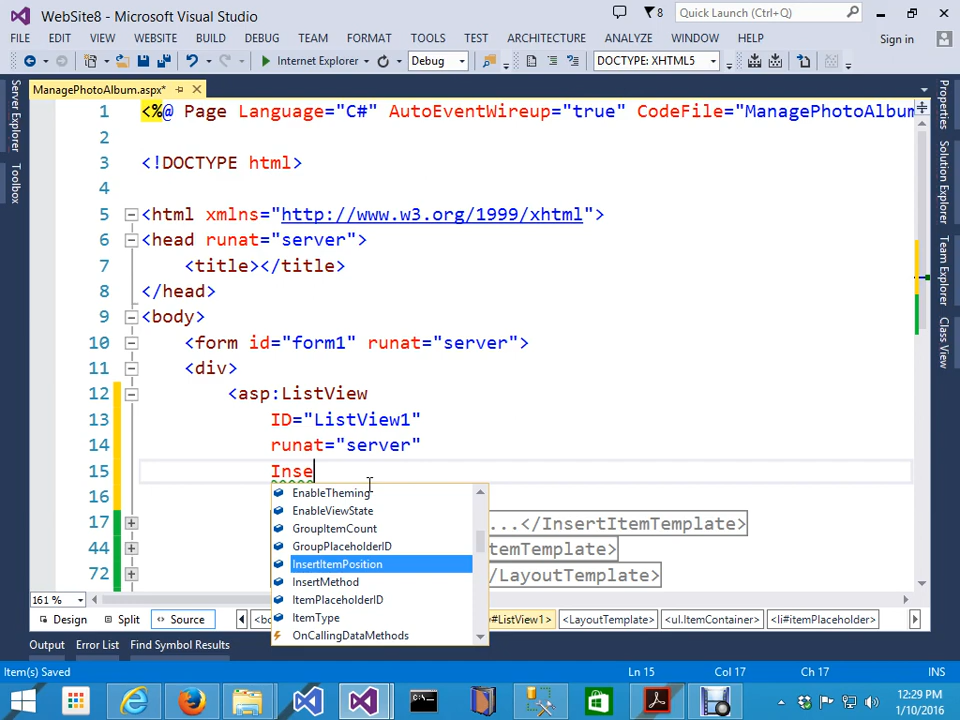 WebSite8 - Microsoft Visual Studio
8
Quick Launch (Ctrl+Q)
FILE EDIT VIEW WEBSITE BUILD DEBUG TEAM FORMAT TOOLS TEST ARCHITECTURE ANALYZE WINDOW HELP Sign in
Internet Explorer Debug DOCTYPE: XHTML5
ManagePhotoAlbum.aspx*
Server Explorer
Toolbox
Properties
Solution Explorer
Team Explorer
Class View
1 <%@ Page Language="C#" AutoEventWireup="true" CodeFile="ManagePhotoAlbum
2
3 <!DOCTYPE html>
4
5 <html xmlns="http://www.w3.org/1999/xhtml">
6 <head runat="server">
7 <title></title>
8 </head>
9 <body>
10 <form id="form1" runat="server">
11 <div>
12 <asp:ListView
13 ID="ListView1"
14 runat="server"
15 Inse
16
17 ...</InsertItemTemplate>
44 emTemplate>
72 </LayoutTemplate>
EnableTheming
EnableViewState
GroupItemCount
GroupPlaceholderID
InsertItemPosition
InsertMethod
ItemPlaceholderID
ItemType
OnCallingDataMethods
161 %
Design Split Source <bo #ListView1> <LayoutTemplate> <ul.ItemContainer> <li#itemPlaceholder>
Output Error List Find Symbol Results
Item(s) Saved Ln 15 Col 17 Ch 17 INS
12:29 PM
1/10/2016